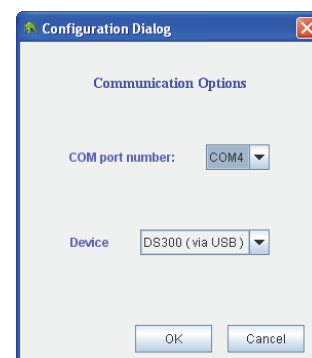 Configuration Dialog
Communication Options
COM port number: COM4
Device DS300 ( via USB )
OK Cancel